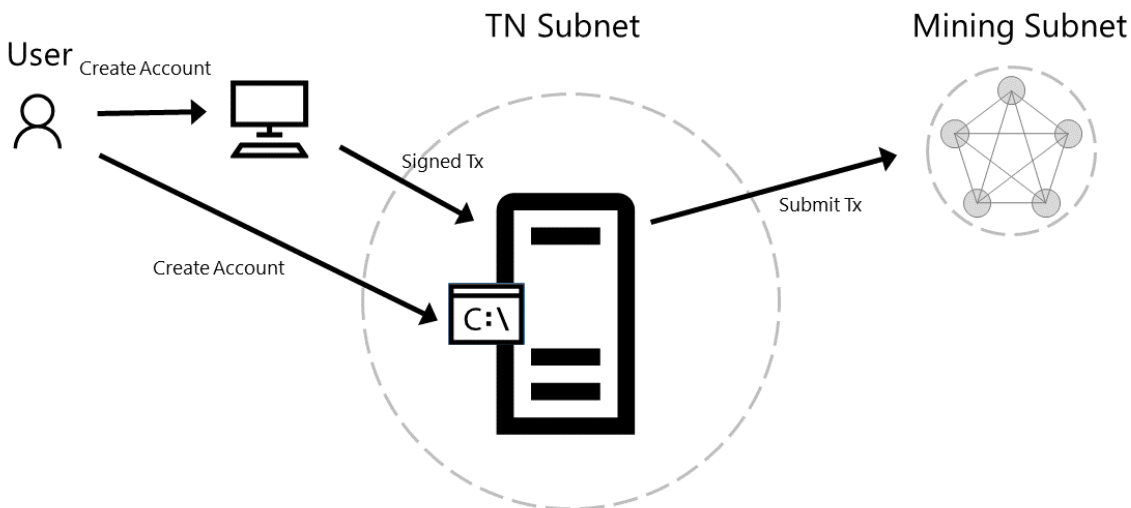 TN Subnet
Mining Subnet
User
Create Account
Signed Tx
Submit Tx
Create Account
C:\